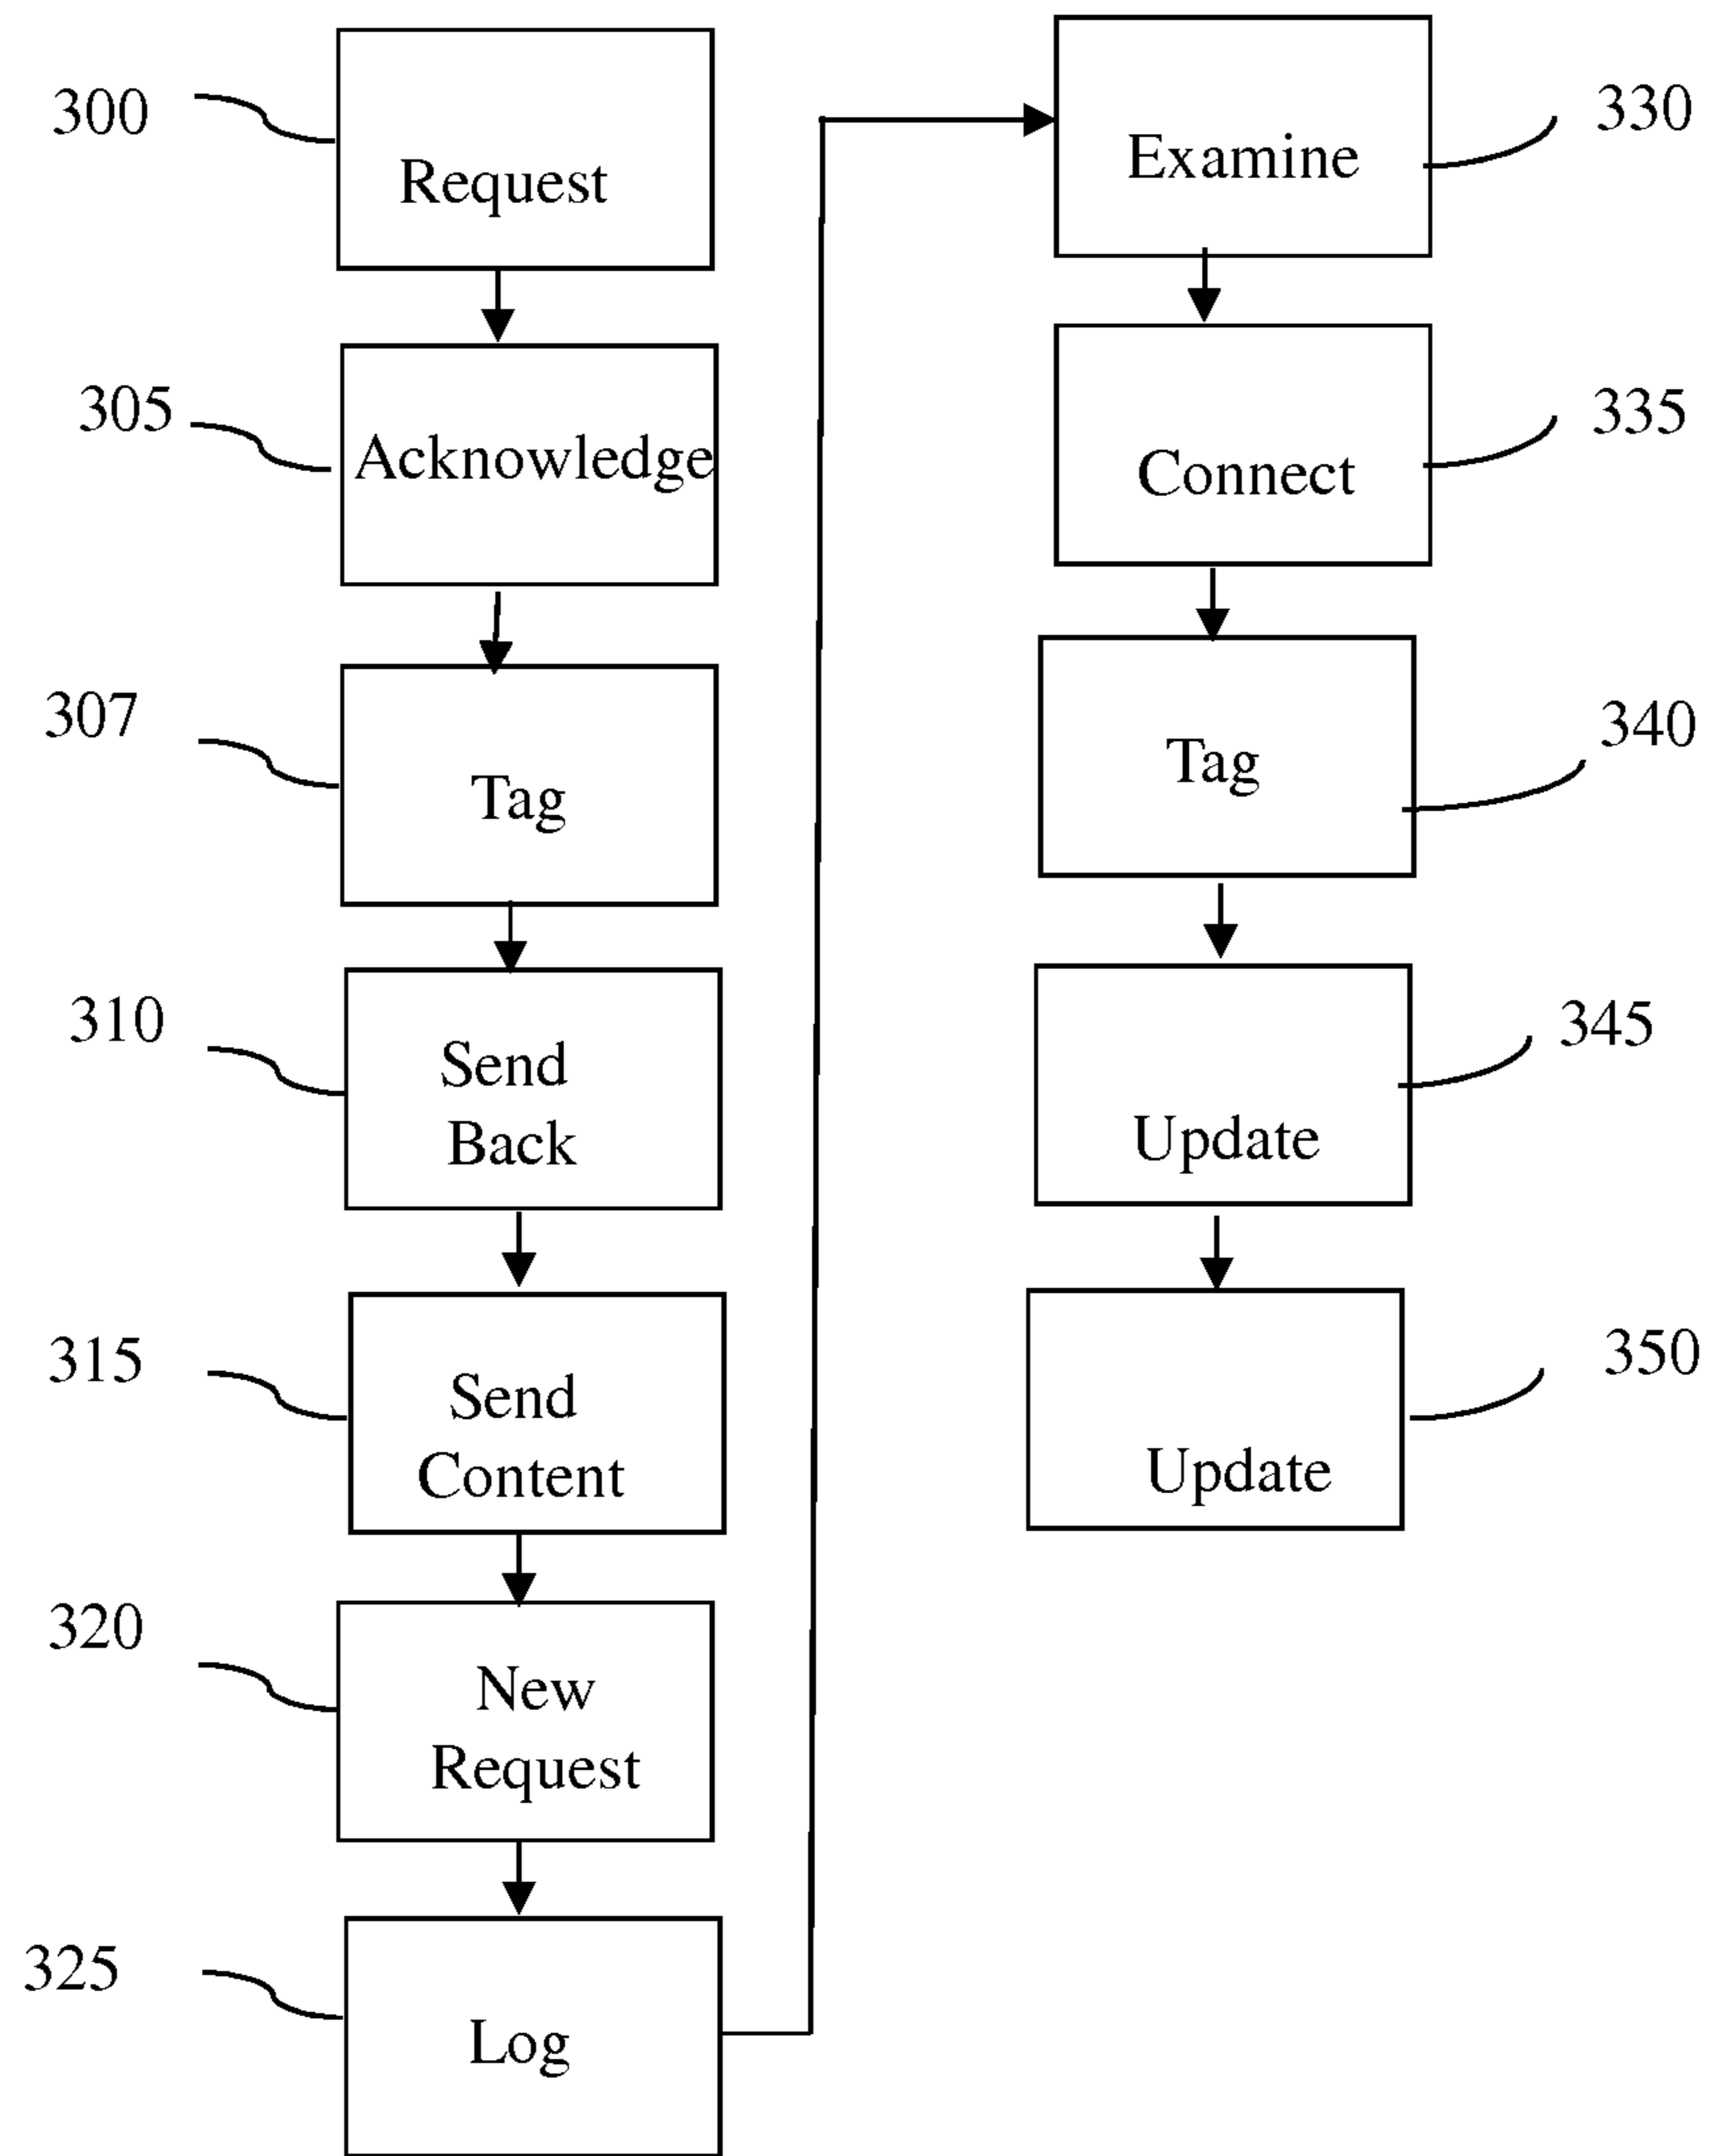 300
Request
305
Acknowledge
307
Tag
310
Send
Back
315
Send
Content
320
New
Request
325
Log
330
Examine
335
Connect
340
Tag
345
Update
350
Update